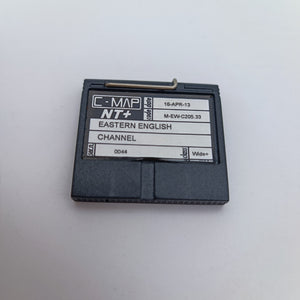 C-MAP
NT+
16-APR-13
M-EW-C205.33
EASTERN ENGLISH
CHANNEL
0044
Wide+